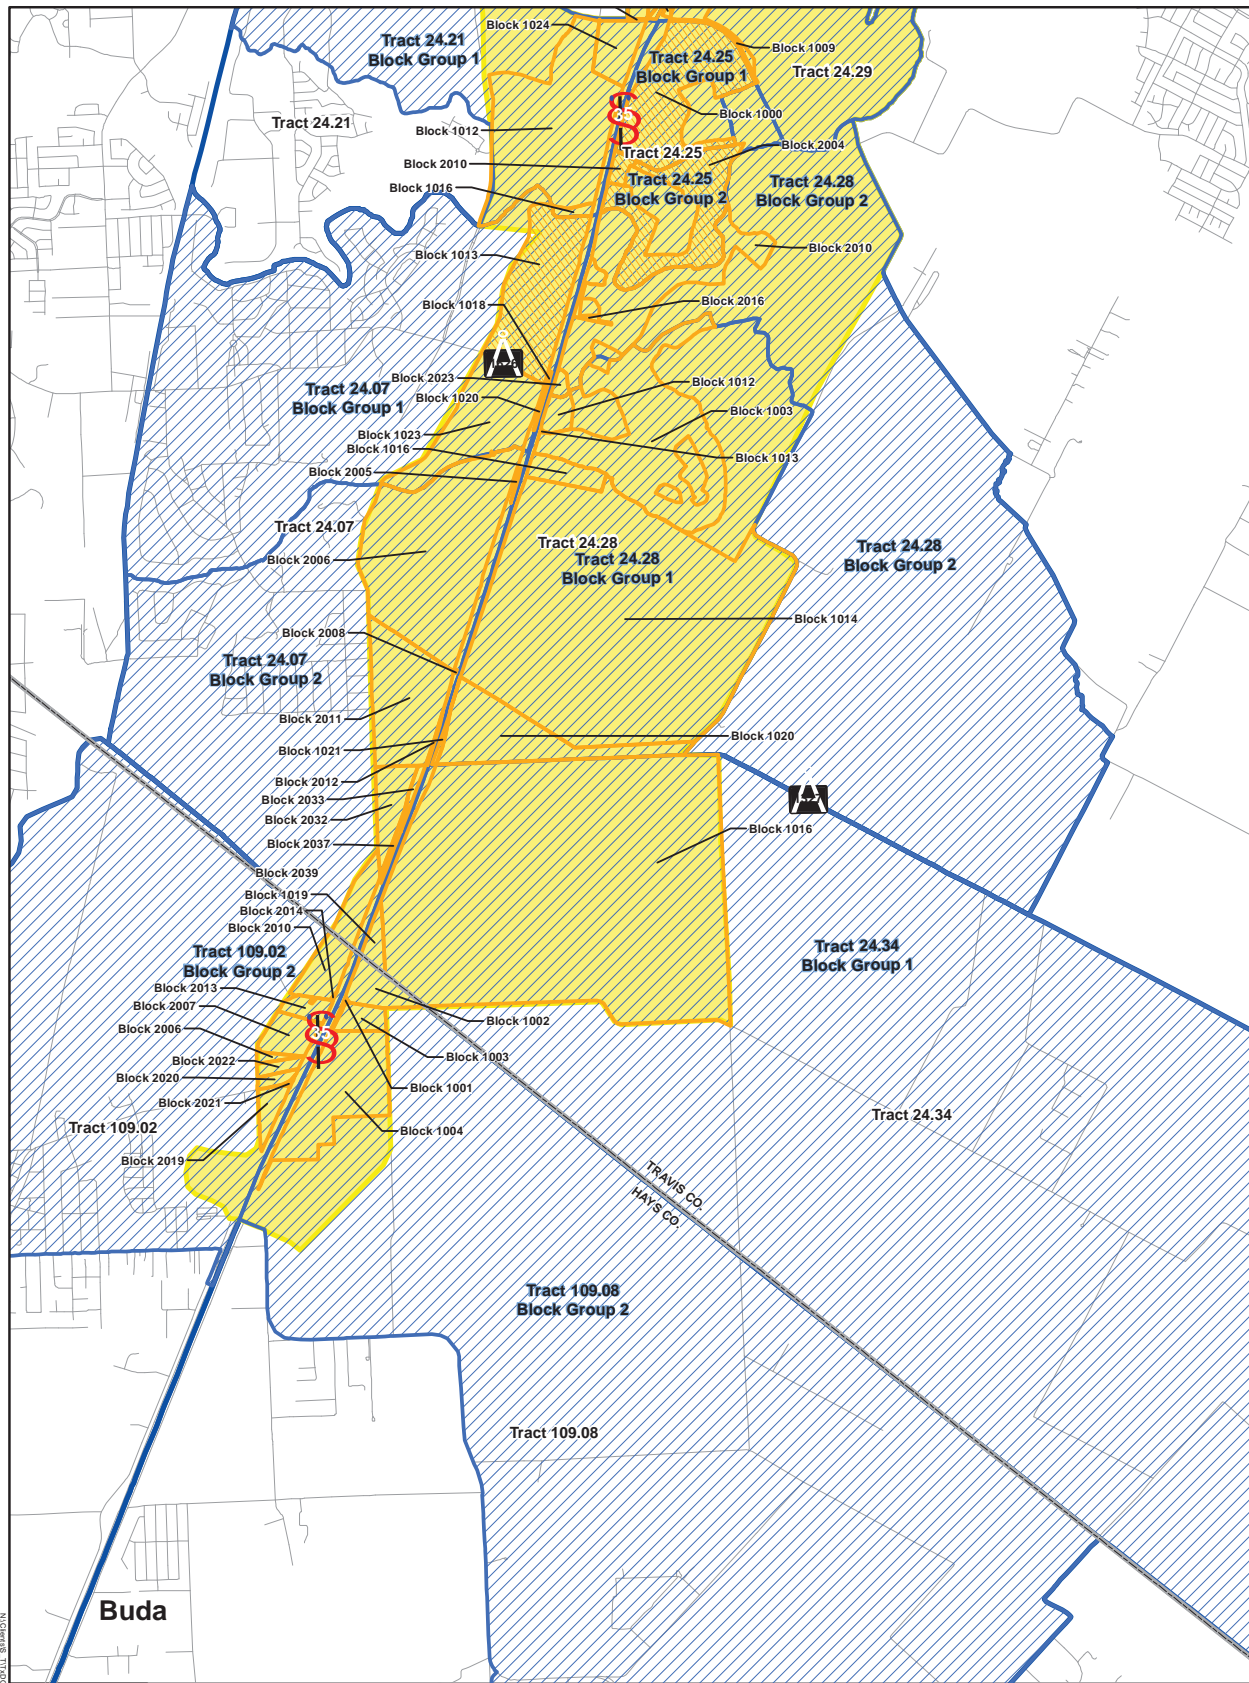 Block 1024
Tract 24.21
Block Group 1
Block 1009
Tract 24.25
Block Group 1
Tract 24.29
Block 1000
Tract 24.21
Block 1012
35
Block 2004
Tract 24.25
Block 2010
Tract 24.25
Block Group 2
Tract 24.28
Block Group 2
Block 1016
Block 2010
Block 1013
Block 2016
Block 1018
Block 2023
Block 1012
Tract 24.07
Block Group 1
Block 1020
Block 1003
Block 1023
Block 1016
Block 1013
Block 2005
Tract 24.07
Tract 24.28
Tract 24.28
Block Group 1
Tract 24.28
Block Group 2
Block 2006
Block 1014
Block 2008
Tract 24.07
Block Group 2
Block 2011
Block 1020
Block 1021
Block 2012
Block 2033
Block 2032
Block 1016
Block 2037
Block 2039
Block 1019
Block 2014
Block 2010
Tract 109.02
Block Group 2
Tract 24.34
Block Group 1
Block 2013
Block 2007
Block 1002
Block 2006
35
Block 1003
Block 2022
Block 2020
Block 1001
Block 2021
Tract 109.02
Block 1004
Tract 24.34
Block 2019
TRAVIS CO.
HAYS CO.
Tract 109.08
Block Group 2
Tract 109.08
Buda